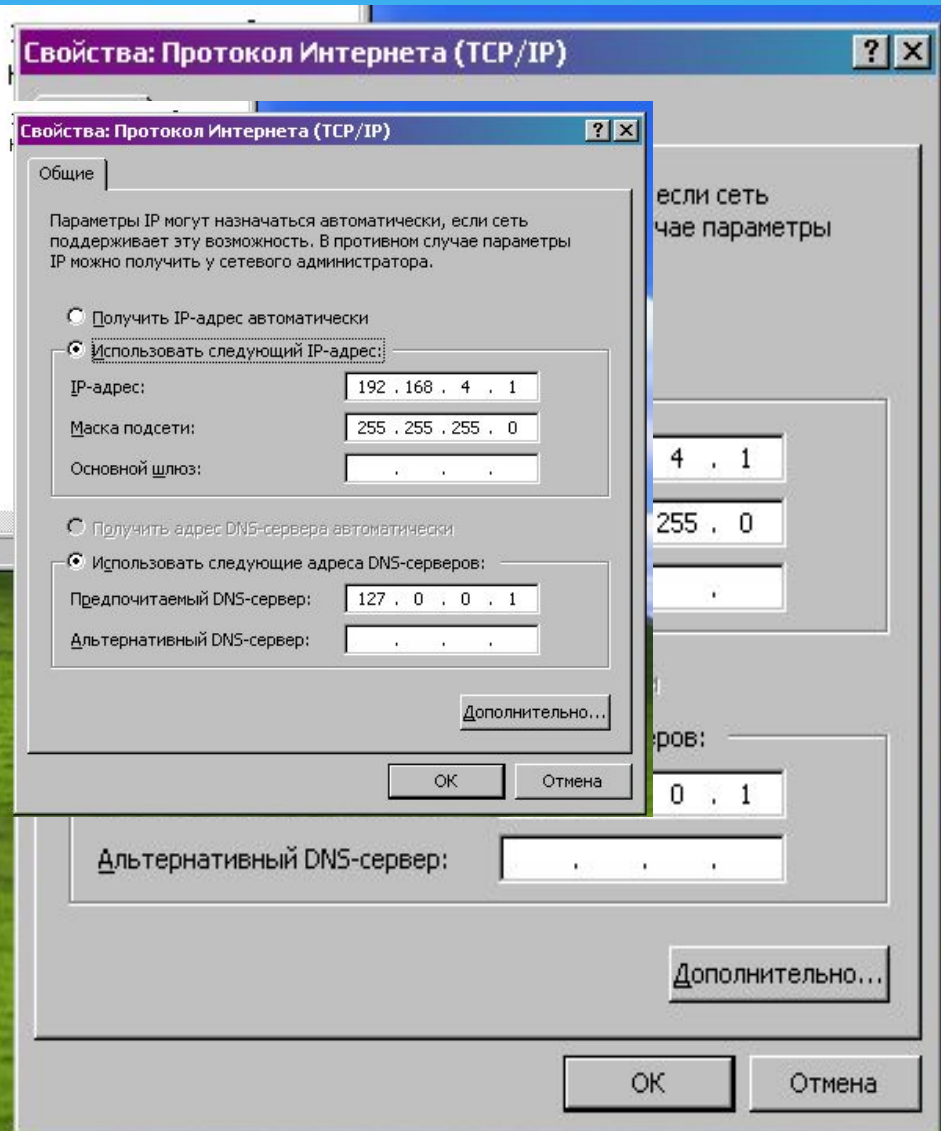 Свойства: Протокол Интернета (TCP/IP)
Свойства: Протокол Интернета (TCP/IP)
Общие
Параметры IP могут назначаться автоматически, если сеть
поддерживает эту возможность. В противном случае параметры
IP можно получить у сетевого администратора.
Получить IP-адрес автоматически
Использовать следующий IP-адрес:
IP-адрес: 192 . 168 . 4 . 1
Маска подсети: 255 . 255 . 255 . 0
Основной шлюз: . . .
Получить адрес DNS-сервера автоматически
Использовать следующие адреса DNS-серверов:
Предпочитаемый DNS-сервер: 127 . 0 . 0 . 1
Альтернативный DNS-сервер: . . .
Дополнительно...
ОК Отмена
если сеть
чае параметры
4 . 1
255 . 0
.
ров:
0 . 1
Альтернативный DNS-сервер: . . .
Дополнительно...
ОК Отмена